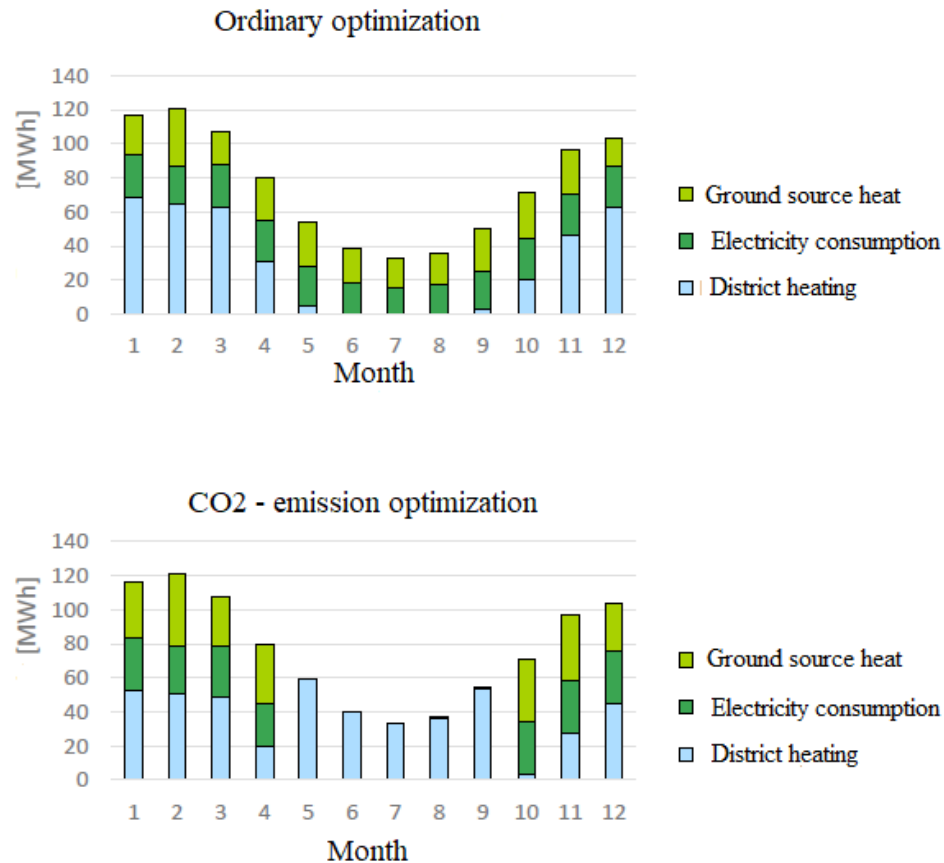 Ordinary optimization
[MWh]
140
120
100
80
60
40
20
0
1 2 3 4 5 6 7 8 9 10 11 12
Month
Ground source heat
Electricity consumption
District heating
CO2 - emission optimization
[MWh]
140
120
100
80
60
40
20
0
1 2 3 4 5 6 7 8 9 10 11 12
Month
Ground source heat
Electricity consumption
District heating